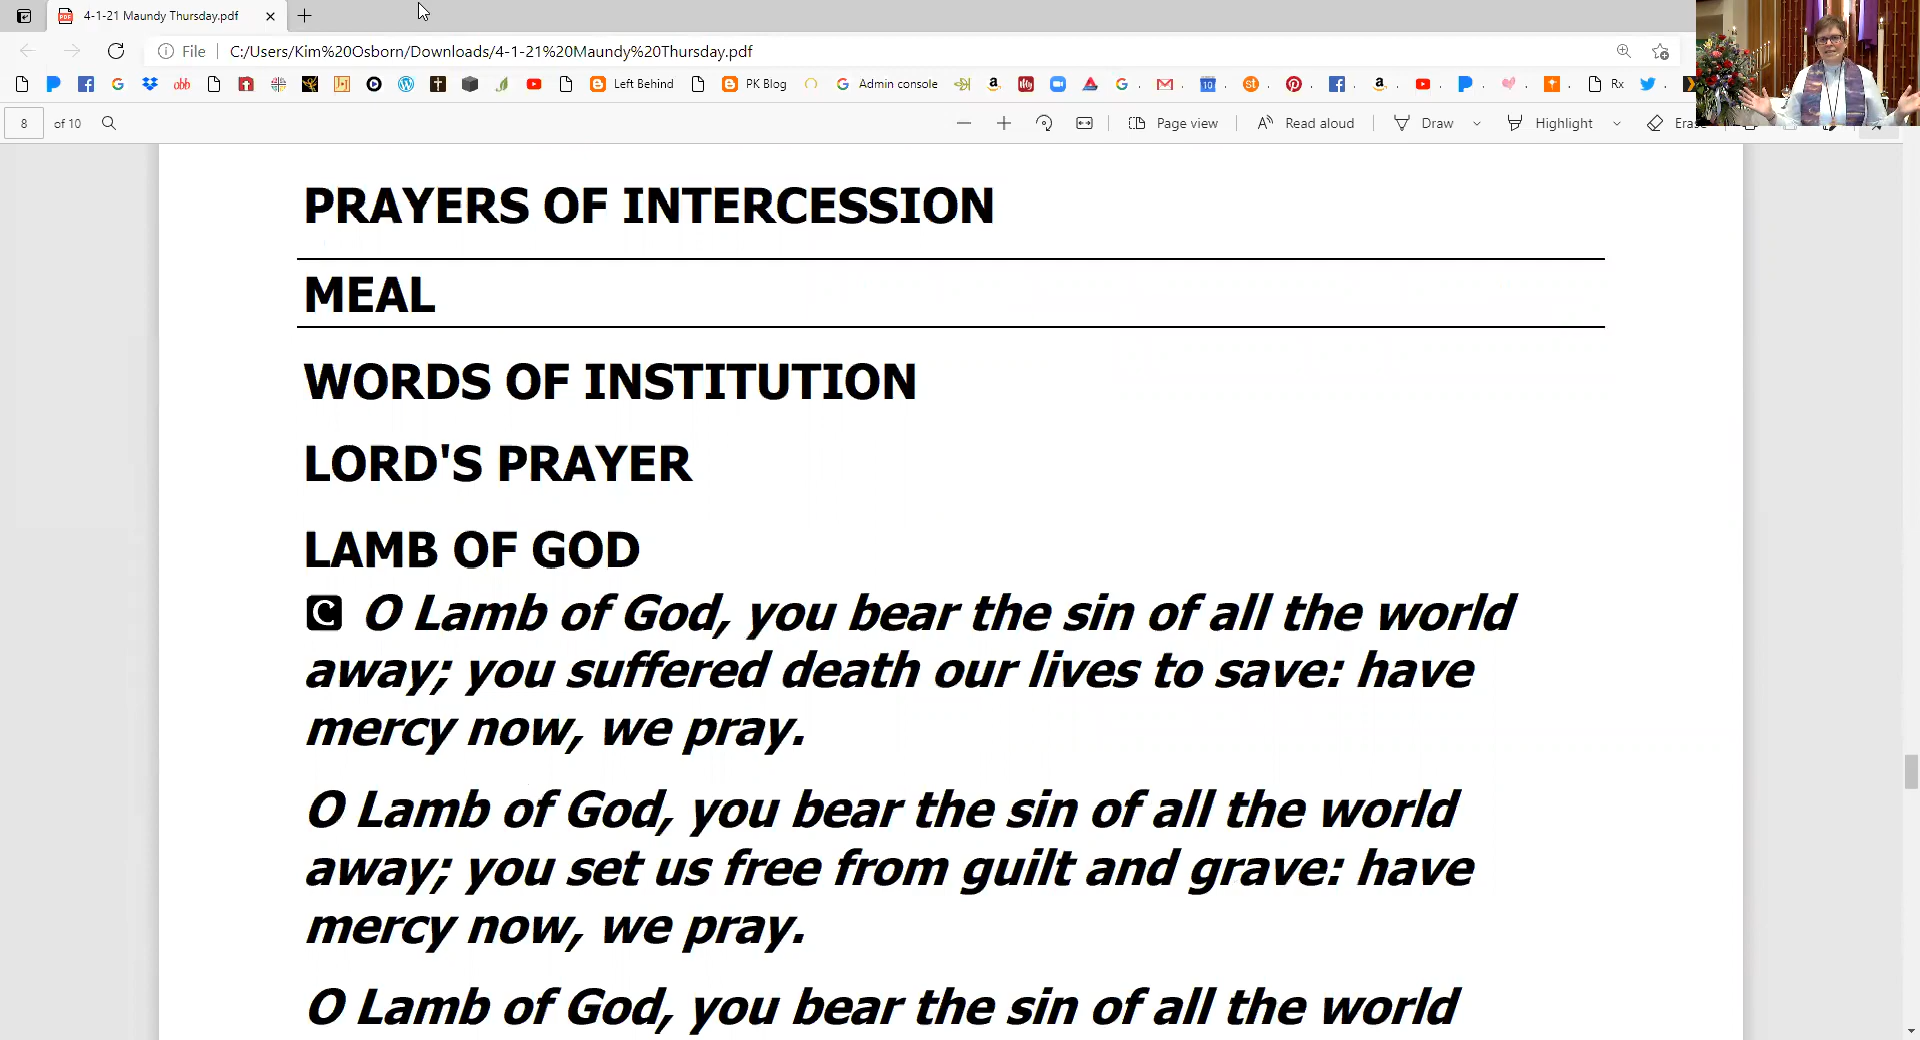 4-1-21 Maundy Thursday.pdf
File C:/Users/Kim%20Osborn/Downloads/4-1-21%20Maundy%20Thursday.pdf
abb Left Behind PK Blog Admin console Rx
8 of 10 Page view Read aloud Draw Highlight Eras
PRAYERS OF INTERCESSION
MEAL
WORDS OF INSTITUTION
LORD'S PRAYER
LAMB OF GOD
C O Lamb of God, you bear the sin of all the world
away; you suffered death our lives to save: have
mercy now, we pray.
O Lamb of God, you bear the sin of all the world
away; you set us free from guilt and grave: have
mercy now, we pray.
O Lamb of God, you bear the sin of all the world